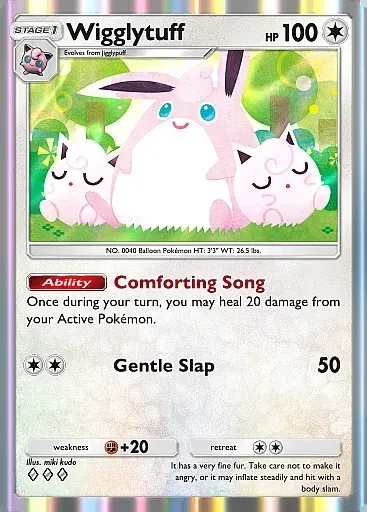 STAGE 1
Wigglytuff
HP 100
Evolves from Jigglypuff
NO. 0040 Balloon Pokémon HT: 3'3" WT: 26.5 lbs.
Ability Comforting Song
Once during your turn, you may heal 20 damage from
your Active Pokémon.
Gentle Slap 50
weakness +20
retreat
Illus. miki kudo
It has a very fine fur. Take care not to make it
angry, or it may inflate steadily and hit with a
body slam.